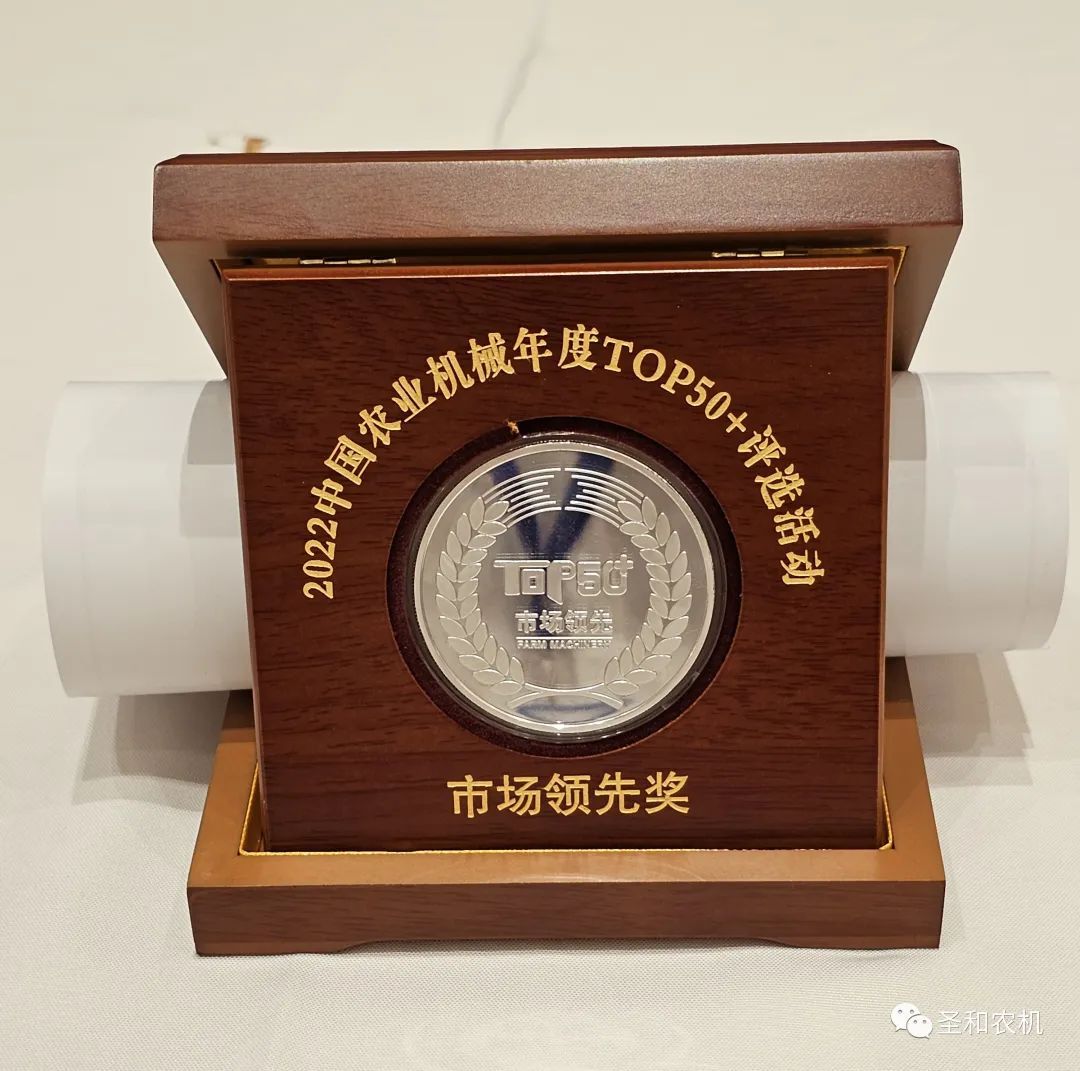 2022中国农业机械年度TOP50+评选活动
TOP50+
市场领先
FARM MACHINERY
市场领先奖
圣和农机